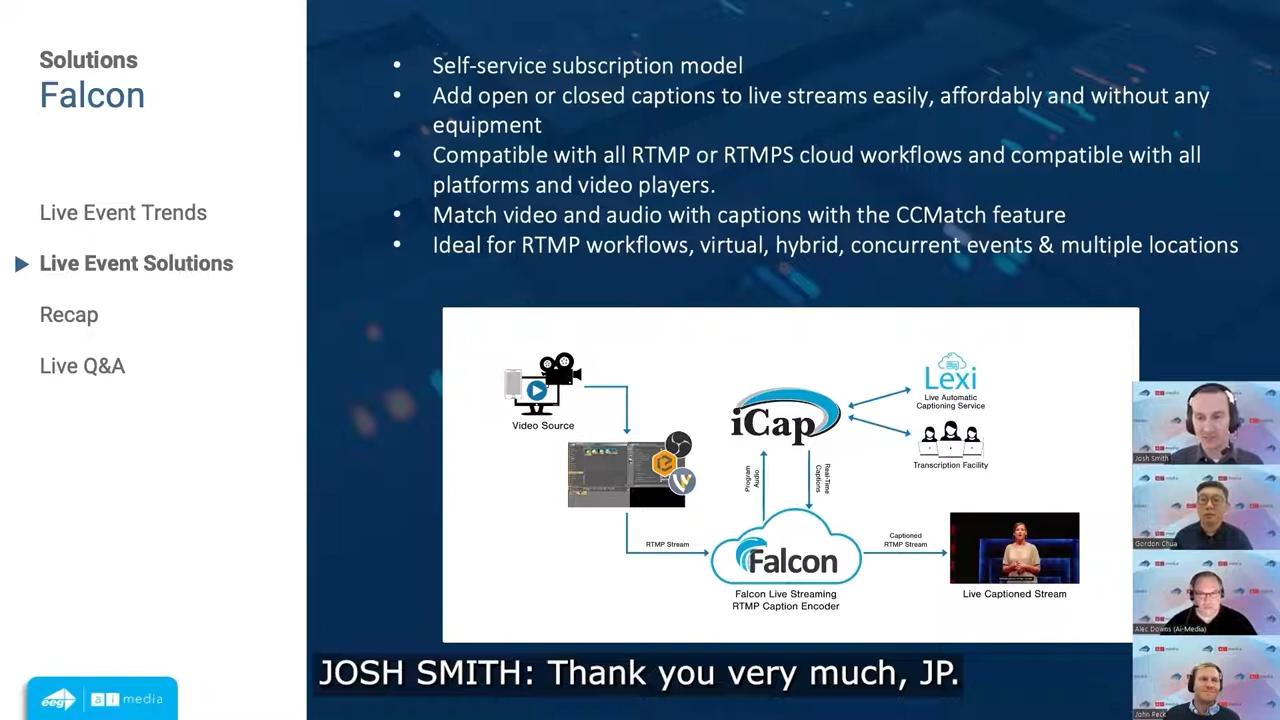 Solutions
Falcon
Live Event Trends
Live Event Solutions
Recap
Live Q&A
eeg
ai media
• Self-service subscription model
• Add open or closed captions to live streams easily, affordably and without any
equipment
• Compatible with all RTMP or RTMPS cloud workflows and compatible with all
platforms and video players.
• Match video and audio with captions with the CCMatch feature
• Ideal for RTMP workflows, virtual, hybrid, concurrent events & multiple locations
Video Source
iCap
Lexi
Live Automatic
Captioning Service
Transcription Facility
Program
Audio
Real-Time
Captions
RTMP Stream
Falcon
Falcon Live Streaming
RTMP Caption Encoder
Captioned
RTMP Stream
Live Captioned Stream
Josh Smith
Gordon Chua
Alec Downs (Ai-Media)
John Peck
JOSH SMITH: Thank you very much, JP.